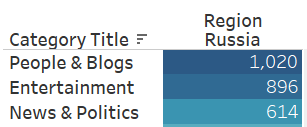 Region
Category Title Russia
People & Blogs 1,020
Entertainment 896
News & Politics 614